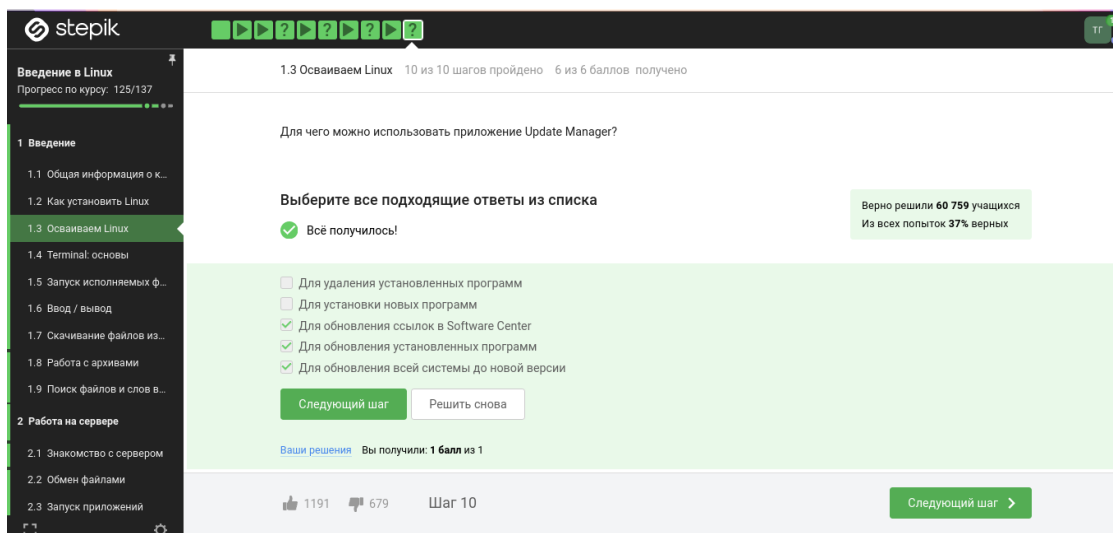 stepik
? ? ? ?
ТГ
Введение в Linux
Прогресс по курсу: 125/137
1 Введение
1.1 Общая информация о к...
1.2 Как установить Linux
1.3 Осваиваем Linux
1.4 Terminal: основы
1.5 Запуск исполняемых ф...
1.6 Ввод / вывод
1.7 Скачивание файлов из...
1.8 Работа с архивами
1.9 Поиск файлов и слов в...
2 Работа на сервере
2.1 Знакомство с сервером
2.2 Обмен файлами
2.3 Запуск приложений
1.3 Осваиваем Linux 10 из 10 шагов пройдено 6 из 6 баллов получено
Для чего можно использовать приложение Update Manager?
Выберите все подходящие ответы из списка
Всё получилось!
Верно решили 60 759 учащихся
Из всех попыток 37% верных
Для удаления установленных программ
Для установки новых программ
Для обновления ссылок в Software Center
Для обновления установленных программ
Для обновления всей системы до новой версии
Следующий шаг Решить снова
Ваши решения Вы получили: 1 балл из 1
1191 679 Шаг 10 Следующий шаг